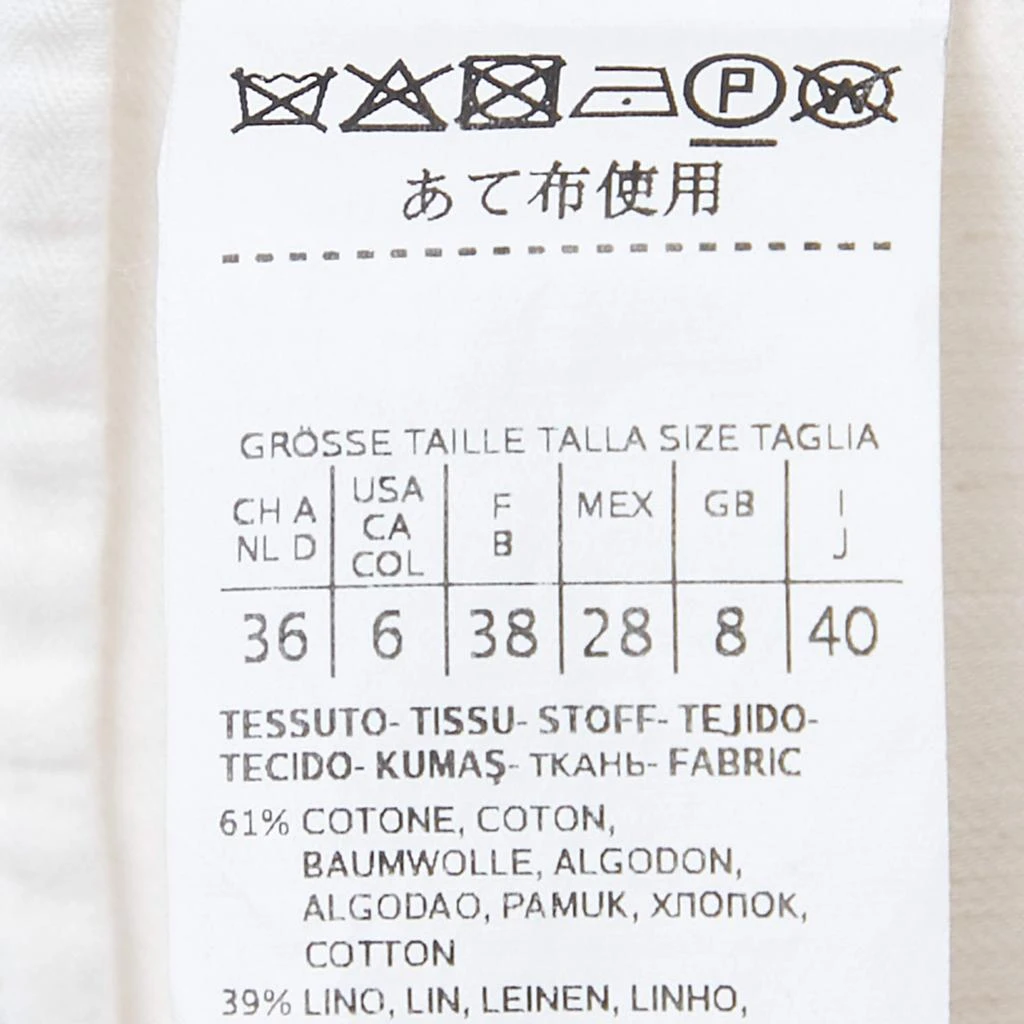 P W
あて布使用
GRÖSSE TAILLE TALLA SIZE TAGLIA
CH A NL D | USA CA COL | F B | MEX | GB | I J
36 | 6 | 38 | 28 | 8 | 40
TESSUTO- TISSU- STOFF- TEJIDO-
TECIDO- KUMAŞ- ТКАНЬ- FABRIC
61% COTONE, COTON,
BAUMWOLLE, ALGODON,
ALGODAO, PAMUK, ХЛОПОК,
COTTON
39% LINO, LIN, LEINEN, LINHO,